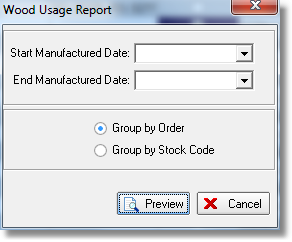 Wood Usage Report
Start Manufactured Date:
End Manufactured Date:
Group by Order
Group by Stock Code
Preview
Cancel